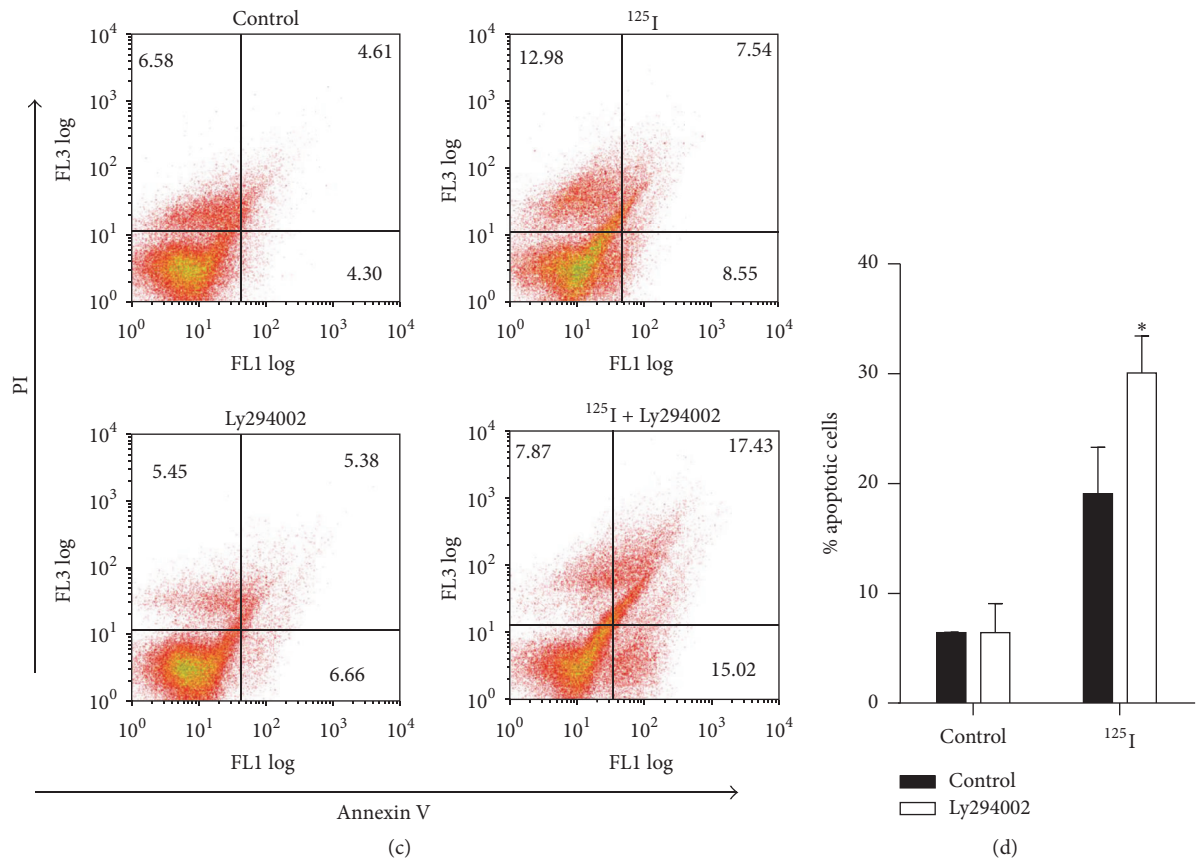 Control
10⁴
10³
10²
10¹
10⁰
FL3 log
6.58
4.61
4.30
10⁰ 10¹ 10² 10³ 10⁴
FL1 log
¹²⁵I
10⁴
10³
10²
10¹
10⁰
FL3 log
12.98
7.54
8.55
10⁰ 10¹ 10² 10³ 10⁴
FL1 log
PI
Ly294002
10⁴
10³
10²
10¹
10⁰
FL3 log
5.45
5.38
6.66
10⁰ 10¹ 10² 10³ 10⁴
FL1 log
¹²⁵I + Ly294002
10⁴
10³
10²
10¹
10⁰
FL3 log
7.87
17.43
15.02
10⁰ 10¹ 10² 10³ 10⁴
FL1 log
Annexin V
(c)
40
30
20
10
0
% apoptotic cells
*
Control ¹²⁵I
Control
Ly294002
(d)